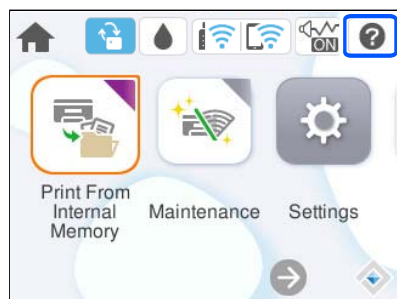 ON
?
Print From
Internal
Memory
Maintenance
Settings